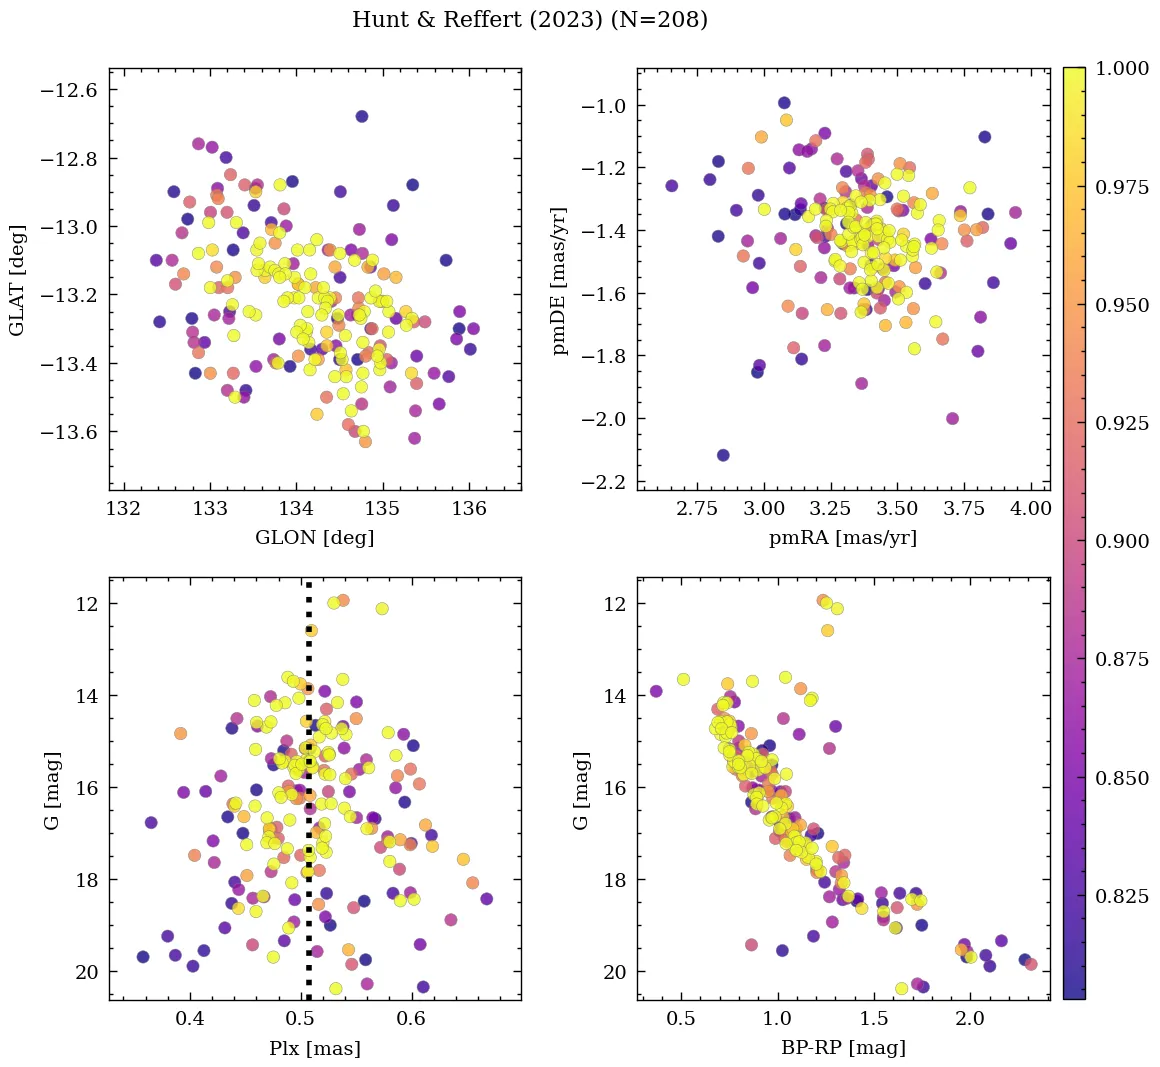 Hunt & Reffert (2023) (N=208)
GLAT [deg]
−12.6
−12.8
−13.0
−13.2
−13.4
−13.6
132 133 134 135 136
GLON [deg]
pmDE [mas/yr]
−1.0
−1.2
−1.4
−1.6
−1.8
−2.0
−2.2
2.75 3.00 3.25 3.50 3.75 4.00
pmRA [mas/yr]
1.000
0.975
0.950
0.925
0.900
0.875
0.850
0.825
G [mag]
12
14
16
18
20
0.4 0.5 0.6
Plx [mas]
G [mag]
12
14
16
18
20
0.5 1.0 1.5 2.0
BP-RP [mag]